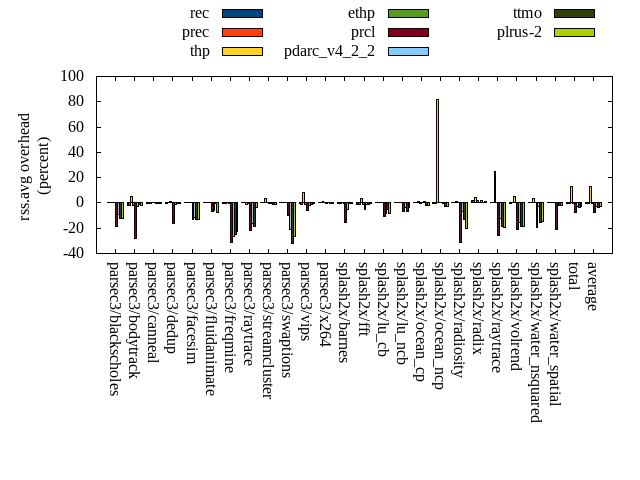 rec
ethp
ttmo
prec
prcl
plrus-2
thp
pdarc_v4_2_2
rss.avg overhead
(percent)
100
80
60
40
20
0
-20
-40
parsec3/blackscholes
parsec3/bodytrack
parsec3/canneal
parsec3/dedup
parsec3/facesim
parsec3/fluidanimate
parsec3/freqmine
parsec3/raytrace
parsec3/streamcluster
parsec3/swaptions
parsec3/vips
parsec3/x264
splash2x/barnes
splash2x/fft
splash2x/lu_cb
splash2x/lu_ncb
splash2x/ocean_cp
splash2x/ocean_ncp
splash2x/radiosity
splash2x/radix
splash2x/raytrace
splash2x/volrend
splash2x/water_nsquared
splash2x/water_spatial
total
average